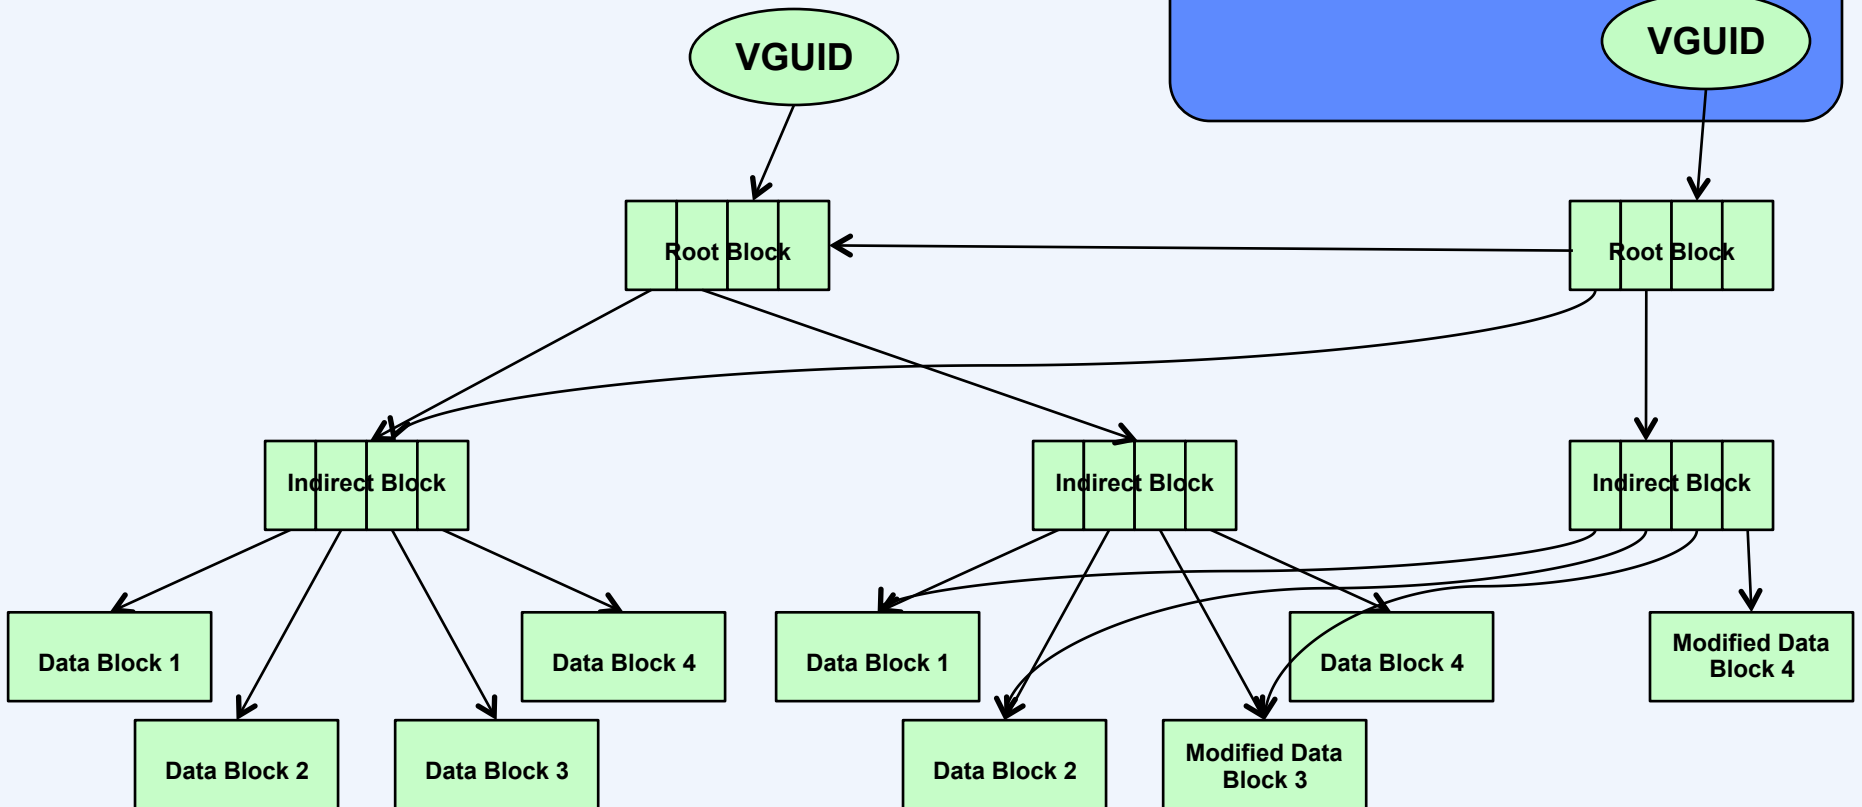 VGUID
VGUID
Root Block
Root Block
Indirect Block
Indirect Block
Indirect Block
Data Block 1
Data Block 4
Data Block 1
Data Block 4
Modified Data
Block 4
Data Block 2
Data Block 3
Data Block 2
Modified Data
Block 3